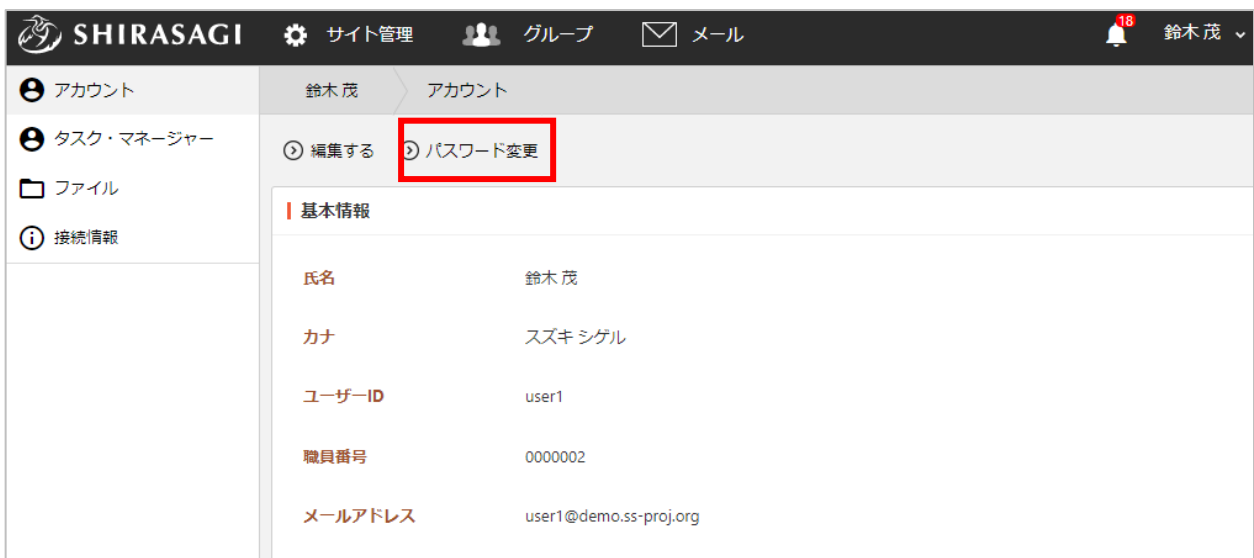 SHIRASAGI サイト管理 グループ メール 18 鈴木 茂
アカウント
タスク・マネージャー
ファイル
接続情報
鈴木 茂 アカウント
編集する パスワード変更
基本情報
氏名 鈴木 茂
カナ スズキ シゲル
ユーザーID user1
職員番号 0000002
メールアドレス user1@demo.ss-proj.org